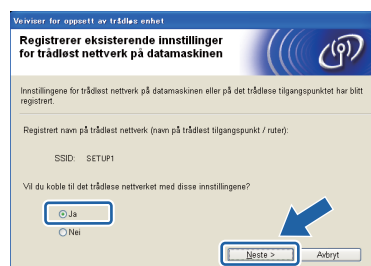 Veiviser for oppsett av trådløs enhet
Registrerer eksisterende innstillinger
for trådløst nettverk på datamaskinen
Innstillingene for trådløst nettverk på datamaskinen eller på det trådløse tilgangspunktet har blitt
registrert.
Registrert navn på trådløst nettverk (navn på trådløst tilgangspunkt / ruter):
SSID: SETUP1
Vil du koble til det trådløse nettverket med disse innstillingene?
Ja
Nei
Neste >
Avbryt